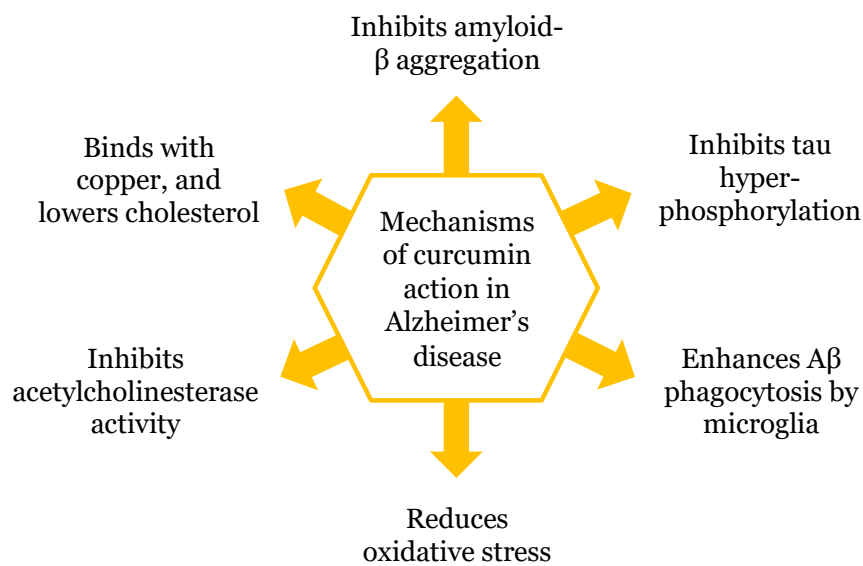 Inhibits amyloid-
β aggregation
Binds with
copper, and
lowers cholesterol
Inhibits tau
hyper-
phosphorylation
Mechanisms
of curcumin
action in
Alzheimer’s
disease
Inhibits
acetylcholinesterase
activity
Enhances Aβ
phagocytosis by
microglia
Reduces
oxidative stress